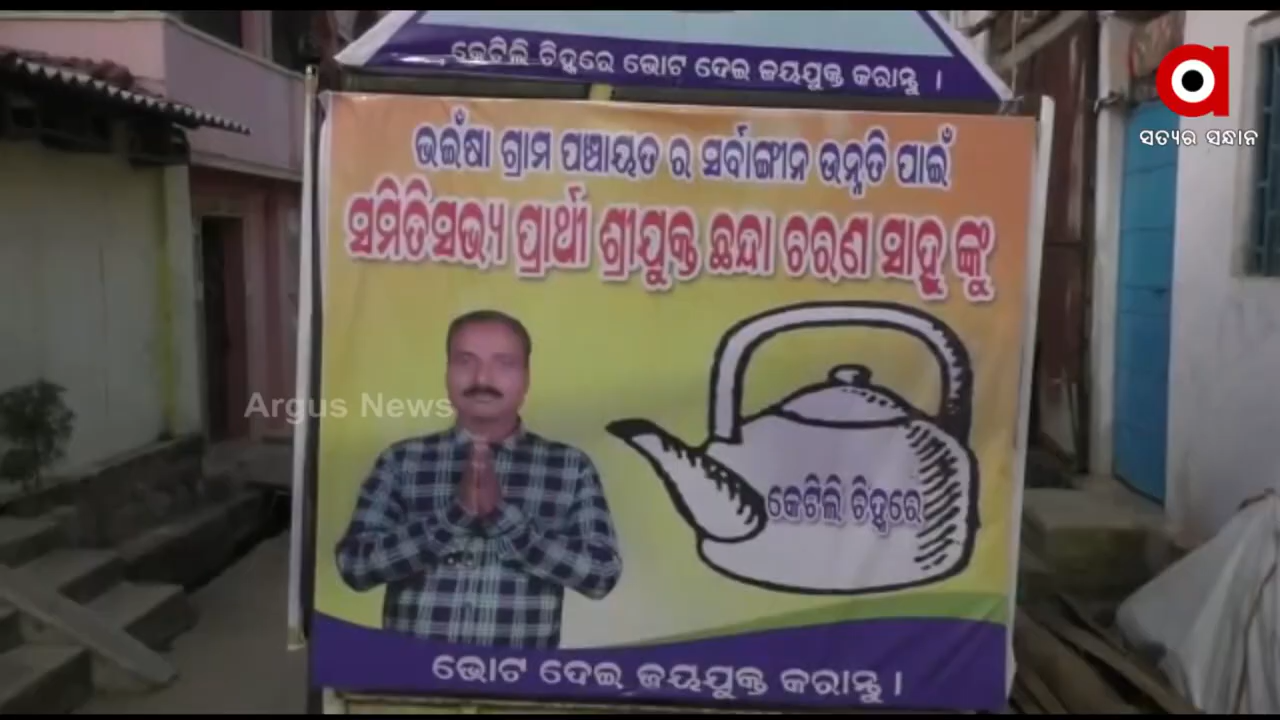 କେଟିଲି ଚିହ୍ନରେ ଭୋଟ ଦେଇ ଜୟଯୁକ୍ତ କରାନ୍ତୁ ।
ସତ୍ୟର ସନ୍ଧାନ
ଭଇଁଷା ଗ୍ରାମ ପଞ୍ଚାୟତ ର ସର୍ବାଙ୍ଗୀନ ଉନ୍ନତି ପାଇଁ
ସମିତିସଭ୍ୟ ପ୍ରାର୍ଥୀ ଶ୍ରୀଯୁକ୍ତ ଛନ୍ଦା ଚରଣ ସାହୁ ଙ୍କୁ
Argus News
କେଟିଲି ଚିହ୍ନରେ
ଭୋଟ ଦେଇ ଜୟଯୁକ୍ତ କରାନ୍ତୁ ।